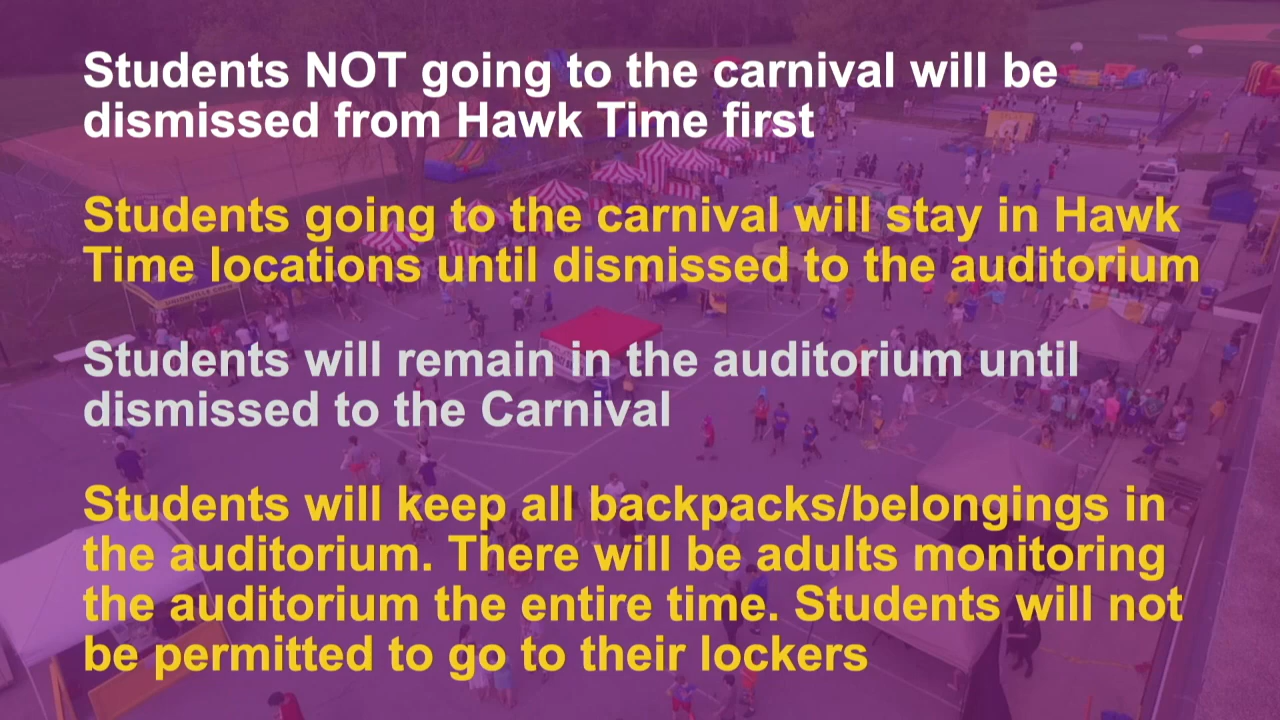 Students NOT going to the carnival will be
dismissed from Hawk Time first
Students going to the carnival will stay in Hawk
Time locations until dismissed to the auditorium
Students will remain in the auditorium until
dismissed to the Carnival
Students will keep all backpacks/belongings in
the auditorium. There will be adults monitoring
the auditorium the entire time. Students will not
be permitted to go to their lockers